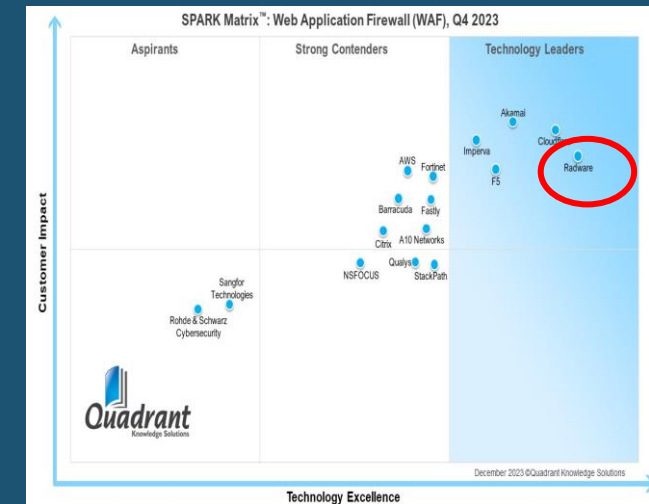 SPARK Matrix™: Web Application Firewall (WAF), Q4 2023
Aspirants
Strong Contenders
Technology Leaders
Akamai
Cloudflare
Imperva
Radware
F5
AWS
Fortinet
Barracuda
Fastly
Citrix
A10 Networks
NSFOCUS
Qualys
StackPath
Sangfor
Technologies
Rohde & Schwarz
Cybersecurity
Customer Impact
Quadrant
Knowledge Solutions
December 2023 ©Quadrant Knowledge Solutions
Technology Excellence